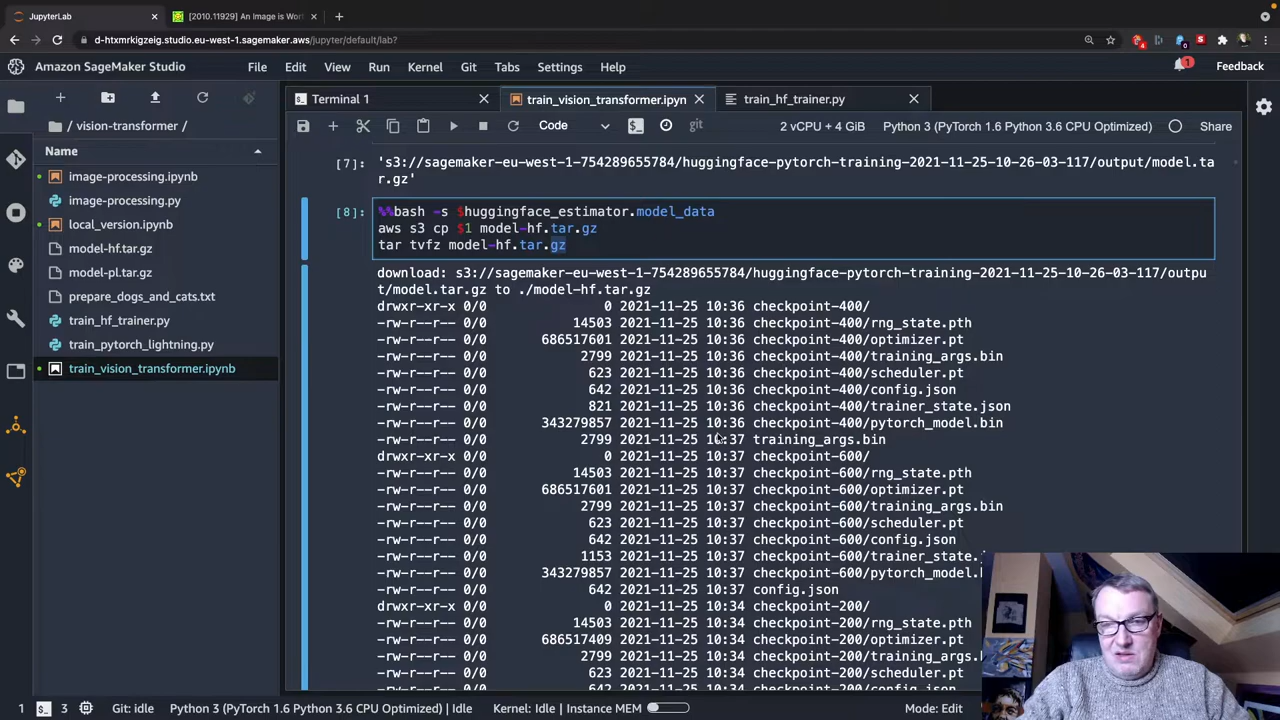 JupyterLab
[2010.11929] An Image is Wor
d-htxmrkigzeig.studio.eu-west-1.sagemaker.aws/jupyter/default/lab?
Amazon SageMaker Studio
File Edit View Run Kernel Git Tabs Settings Help
1
Feedback
Terminal 1
train_vision_transformer.ipyn
train_hf_trainer.py
/ vision-transformer /
Code
git
2 vCPU + 4 GiB
Python 3 (PyTorch 1.6 Python 3.6 CPU Optimized)
Share
Name
image-processing.ipynb
image-processing.py
local_version.ipynb
model-hf.tar.gz
model-pl.tar.gz
prepare_dogs_and_cats.txt
train_hf_trainer.py
train_pytorch_lightning.py
train_vision_transformer.ipynb
[7]: 's3://sagemaker-eu-west-1-754289655784/huggingface-pytorch-training-2021-11-25-10-26-03-117/output/model.ta
r.gz'
[8]: %%bash -s $huggingface_estimator.model_data
aws s3 cp $1 model-hf.tar.gz
tar tvfz model-hf.tar.gz
download: s3://sagemaker-eu-west-1-754289655784/huggingface-pytorch-training-2021-11-25-10-26-03-117/outpu
t/model.tar.gz to ./model-hf.tar.gz
drwxr-xr-x 0/0 0 2021-11-25 10:36 checkpoint-400/
-rw-r--r-- 0/0 14503 2021-11-25 10:36 checkpoint-400/rng_state.pth
-rw-r--r-- 0/0 686517601 2021-11-25 10:36 checkpoint-400/optimizer.pt
-rw-r--r-- 0/0 2799 2021-11-25 10:36 checkpoint-400/training_args.bin
-rw-r--r-- 0/0 623 2021-11-25 10:36 checkpoint-400/scheduler.pt
-rw-r--r-- 0/0 642 2021-11-25 10:36 checkpoint-400/config.json
-rw-r--r-- 0/0 821 2021-11-25 10:36 checkpoint-400/trainer_state.json
-rw-r--r-- 0/0 343279857 2021-11-25 10:36 checkpoint-400/pytorch_model.bin
-rw-r--r-- 0/0 2799 2021-11-25 10:37 training_args.bin
drwxr-xr-x 0/0 0 2021-11-25 10:37 checkpoint-600/
-rw-r--r-- 0/0 14503 2021-11-25 10:37 checkpoint-600/rng_state.pth
-rw-r--r-- 0/0 686517601 2021-11-25 10:37 checkpoint-600/optimizer.pt
-rw-r--r-- 0/0 2799 2021-11-25 10:37 checkpoint-600/training_args.bin
-rw-r--r-- 0/0 623 2021-11-25 10:37 checkpoint-600/scheduler.pt
-rw-r--r-- 0/0 642 2021-11-25 10:37 checkpoint-600/config.json
-rw-r--r-- 0/0 1153 2021-11-25 10:37 checkpoint-600/trainer_state.
-rw-r--r-- 0/0 343279857 2021-11-25 10:37 checkpoint-600/pytorch_model.
-rw-r--r-- 0/0 642 2021-11-25 10:37 config.json
drwxr-xr-x 0/0 0 2021-11-25 10:34 checkpoint-200/
-rw-r--r-- 0/0 14503 2021-11-25 10:34 checkpoint-200/rng_state.pth
-rw-r--r-- 0/0 686517409 2021-11-25 10:34 checkpoint-200/optimizer.pt
-rw-r--r-- 0/0 2799 2021-11-25 10:34 checkpoint-200/training_args.
-rw-r--r-- 0/0 623 2021-11-25 10:34 checkpoint-200/scheduler.pt
-rw-r--r-- 0/0 642 2021-11-25 10:34 checkpoint-200/config.json
1 3 Git: idle Python 3 (PyTorch 1.6 Python 3.6 CPU Optimized) | Idle Kernel: Idle | Instance MEM
Mode: Edit